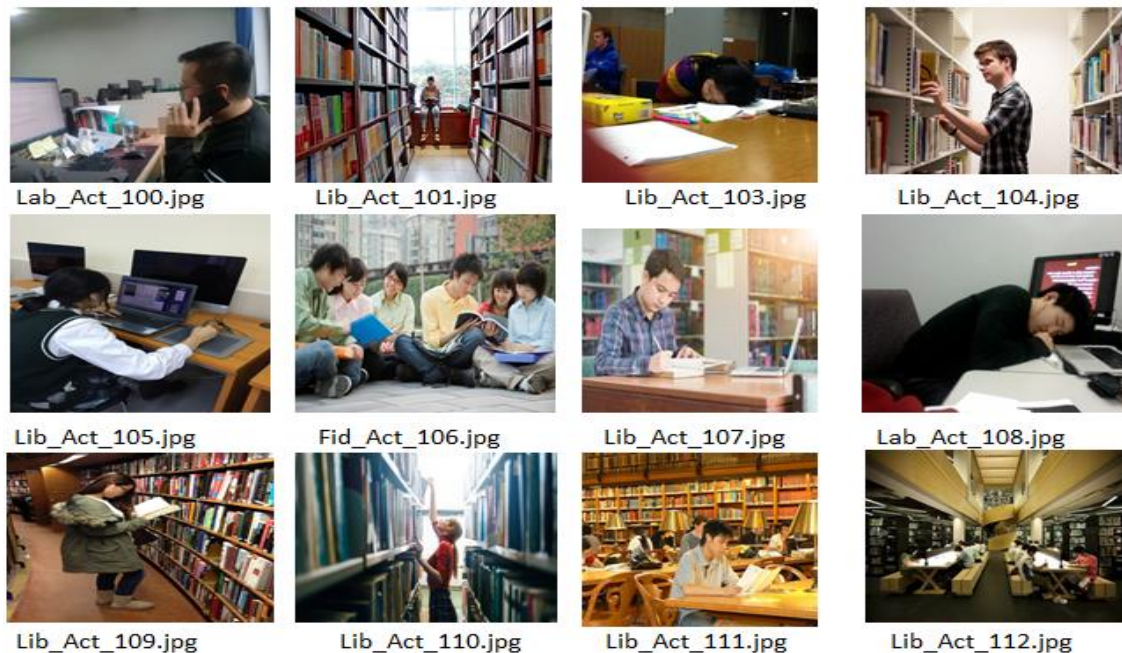 Lab_Act_100.jpg
Lib_Act_101.jpg
Lib_Act_103.jpg
Lib_Act_104.jpg
Lib_Act_105.jpg
Fid_Act_106.jpg
Lib_Act_107.jpg
Lab_Act_108.jpg
Lib_Act_109.jpg
Lib_Act_110.jpg
Lib_Act_111.jpg
Lib_Act_112.jpg